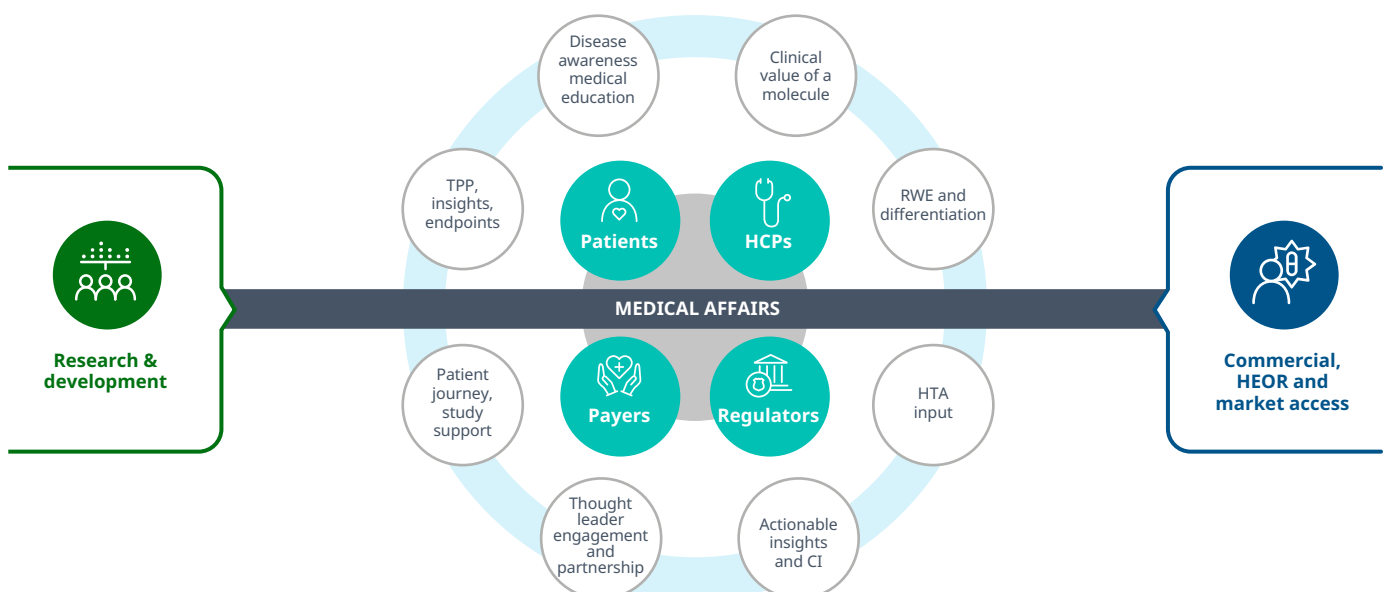 Disease
awareness
medical
education
Clinical
value of a
molecule
TPP,
insights,
endpoints
Patients
HCPs
RWE and
differentiation
MEDICAL AFFAIRS
Research &
development
Commercial,
HEOR and
market access
Patient
journey,
study
support
Payers
Regulators
HTA
input
Thought
leader
engagement
and
partnership
Actionable
insights
and CI